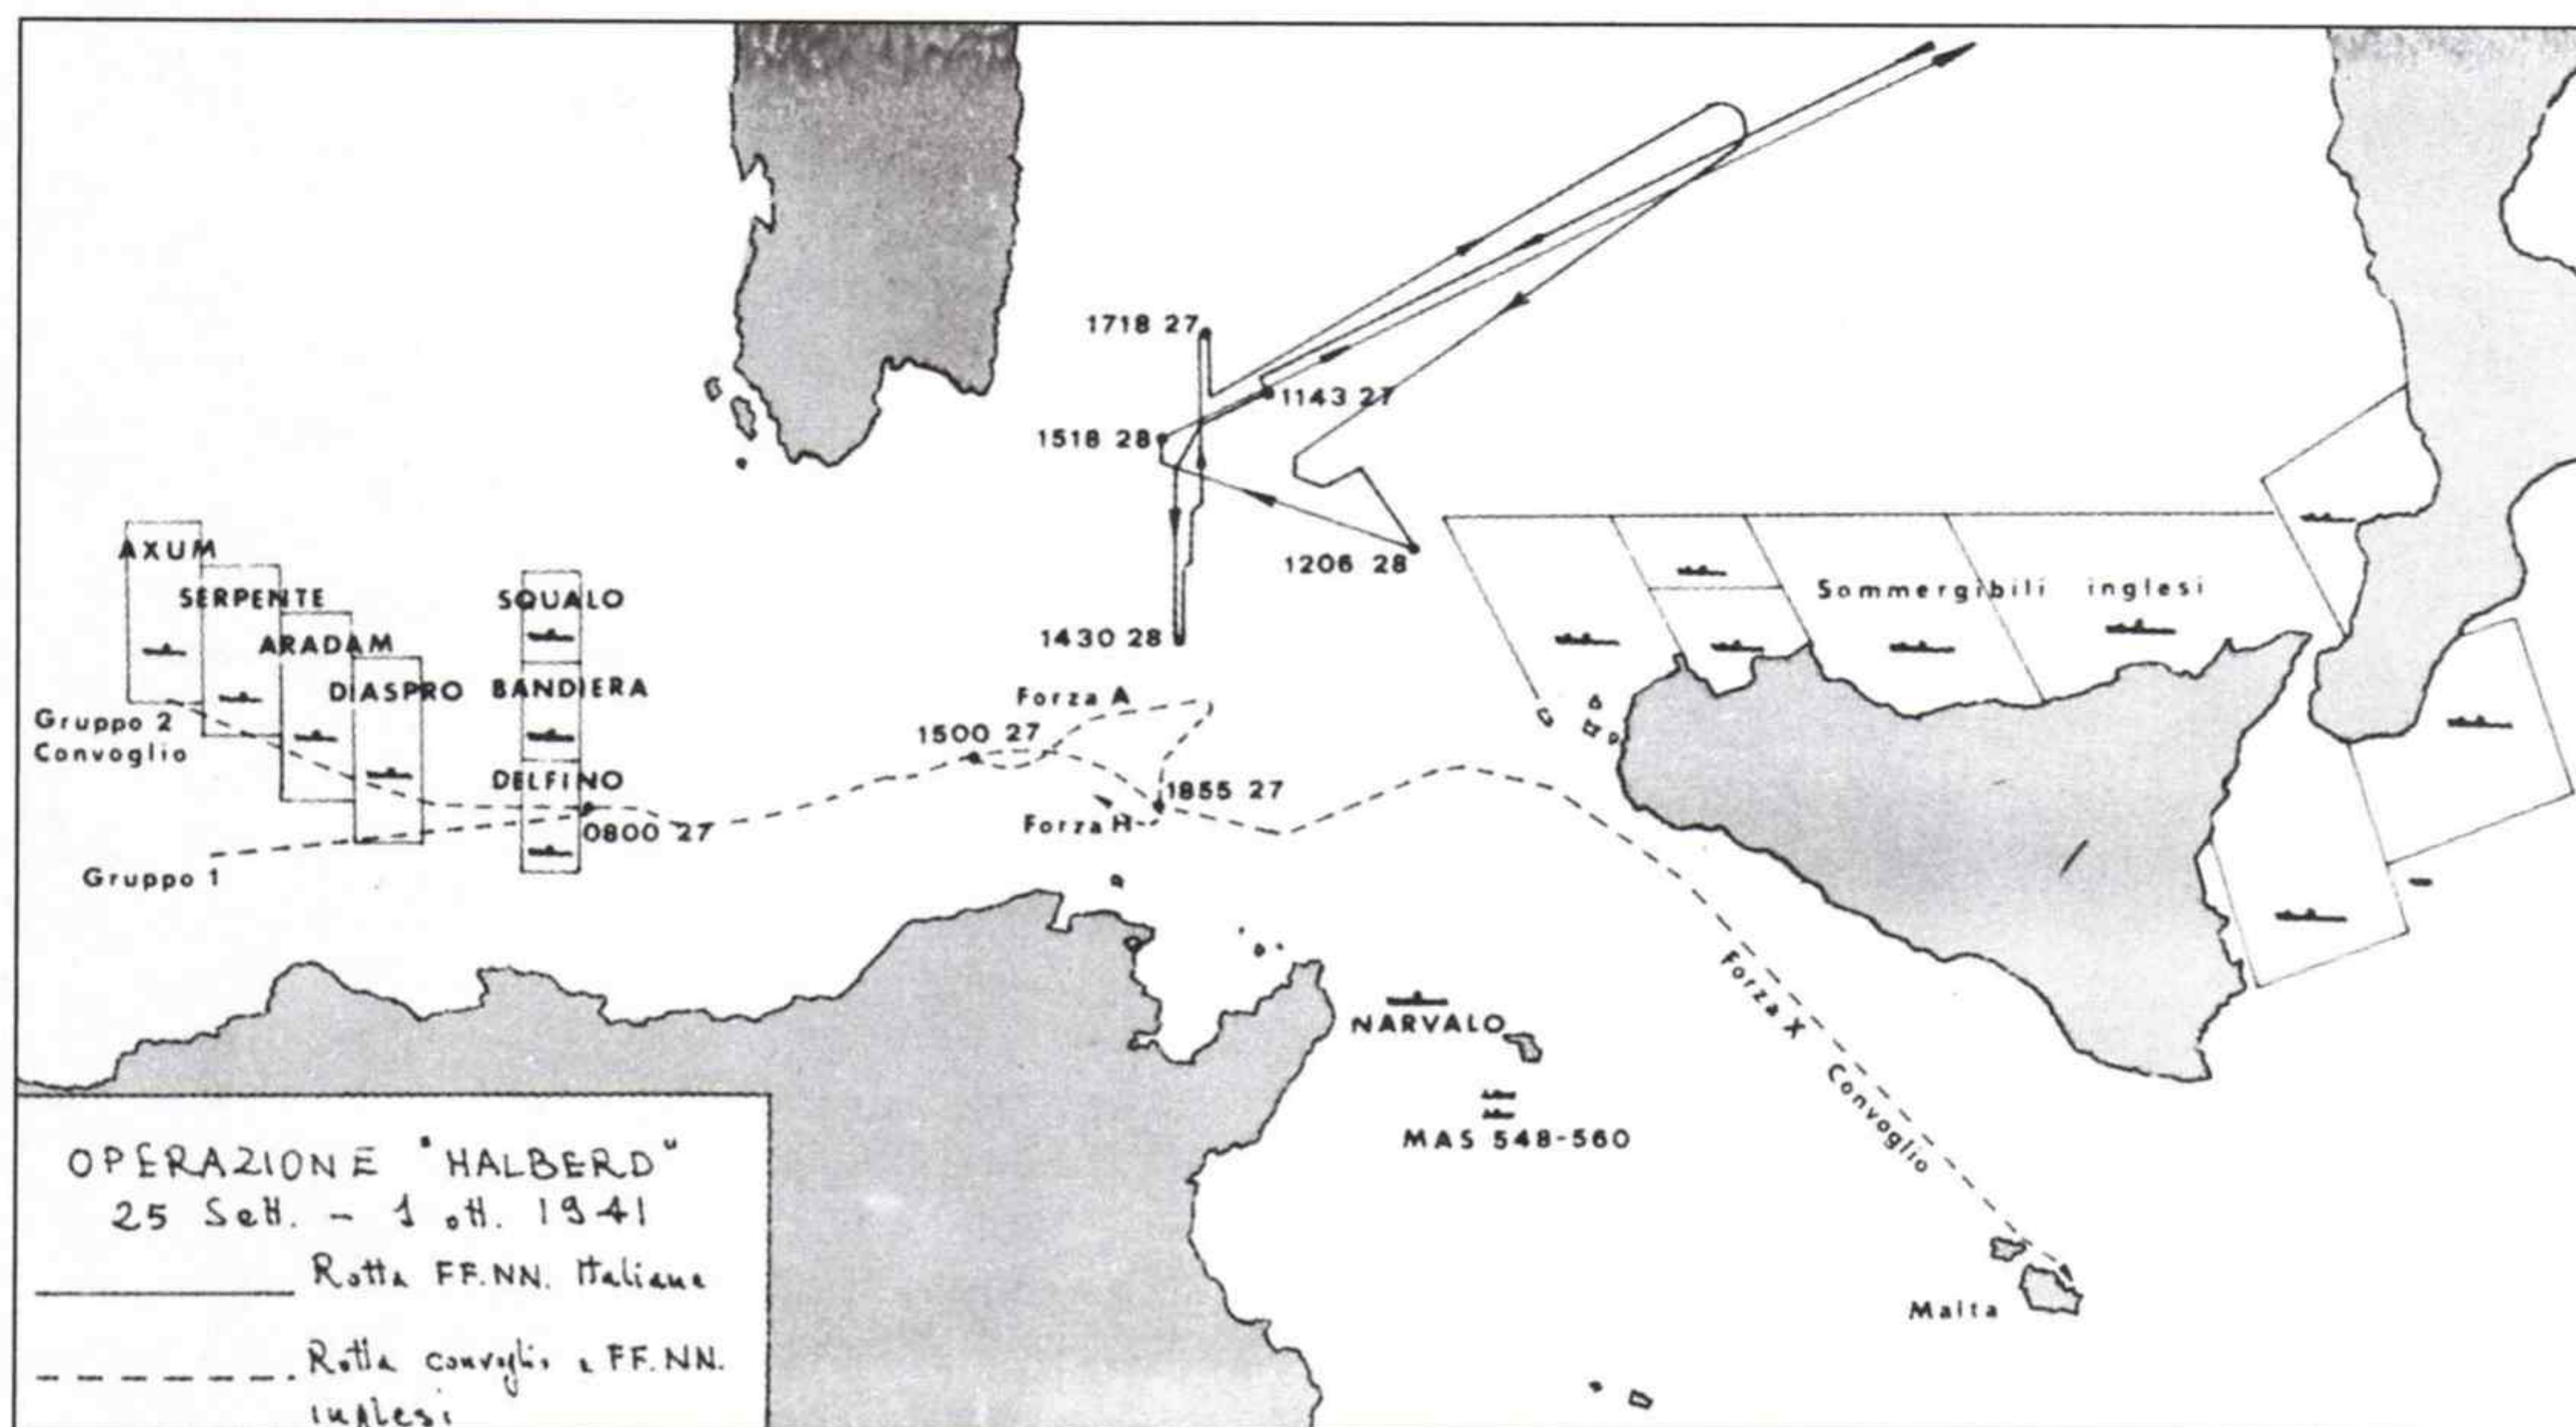 1718 27
1143 27
1518 28
1206 28
1430 28
AXUM
SERPENTE
ARADAM
DIASPRO
SQUALO
BANDIERA
DELFINO
Sommergibili inglesi
Gruppo 2
Convoglio
Gruppo 1
0800 27
1500 27
Forza A
1855 27
Forza H
NARVALO
MAS 548-560
Forza X Convoglio
Malta
OPERAZIONE "HALBERD"
25 Sett. - 1 ott. 1941
Rotta FF.NN. Italiane
Rotta convoglio e FF.NN.
inglesi